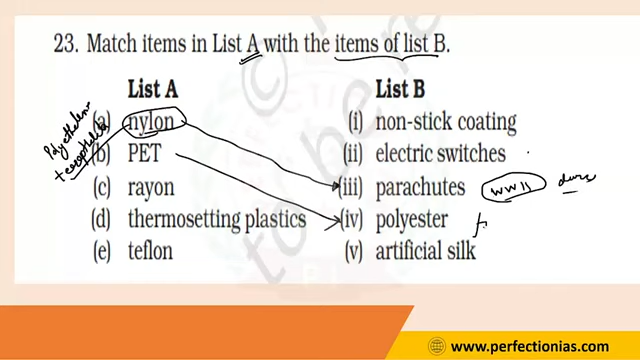 23. Match items in List A with the items of list B.
List A List B
(a) nylon (i) non-stick coating
(b) PET (ii) electric switches
(c) rayon (iii) parachutes WW II
(d) thermosetting plastics (iv) polyester
(e) teflon (v) artificial silk
www.perfectionias.com